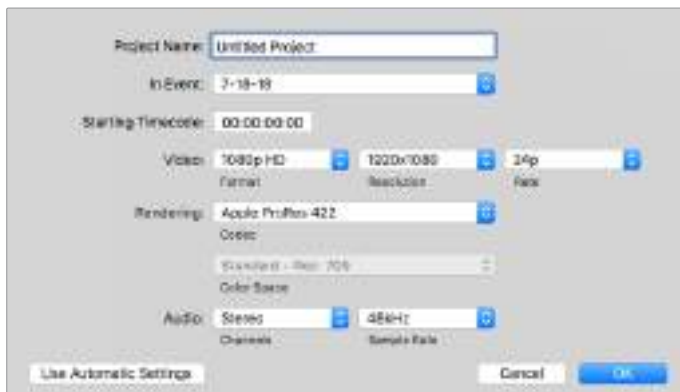 Project Name: Untitled Project
In Event: 7-18-18
Starting Timecode: 00:00:00:00
Video: 1080p HD 1920x1080 24p
Format Resolution Rate
Rendering: Apple ProRes 422
Codec
Standard - Rec. 709
Color Space
Audio: Stereo 48kHz
Channels Sample Rate
Use Automatic Settings Cancel OK